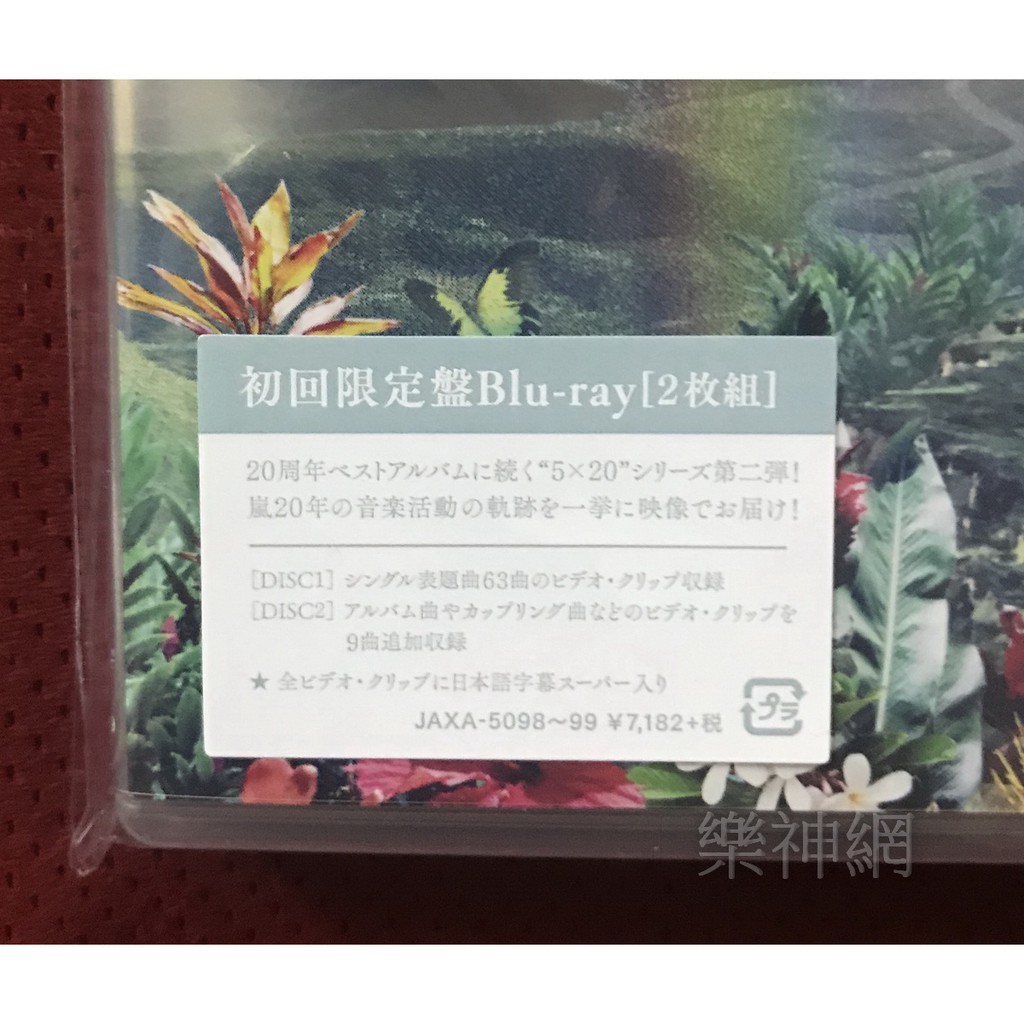 初回限定盤Blu-ray[2枚組]
20周年ベストアルバムに続く“5×20”シリーズ第二弾!
嵐20年の音楽活動の軌跡を一挙に映像でお届け!
[DISC1] シングル表題曲63曲のビデオ・クリップ収録
[DISC2] アルバム曲やカップリング曲などのビデオ・クリップを
9曲追加収録
★ 全ビデオ・クリップに日本語字幕スーパー入り
JAXA-5098〜99 ¥7,182+税
プラ
樂神網